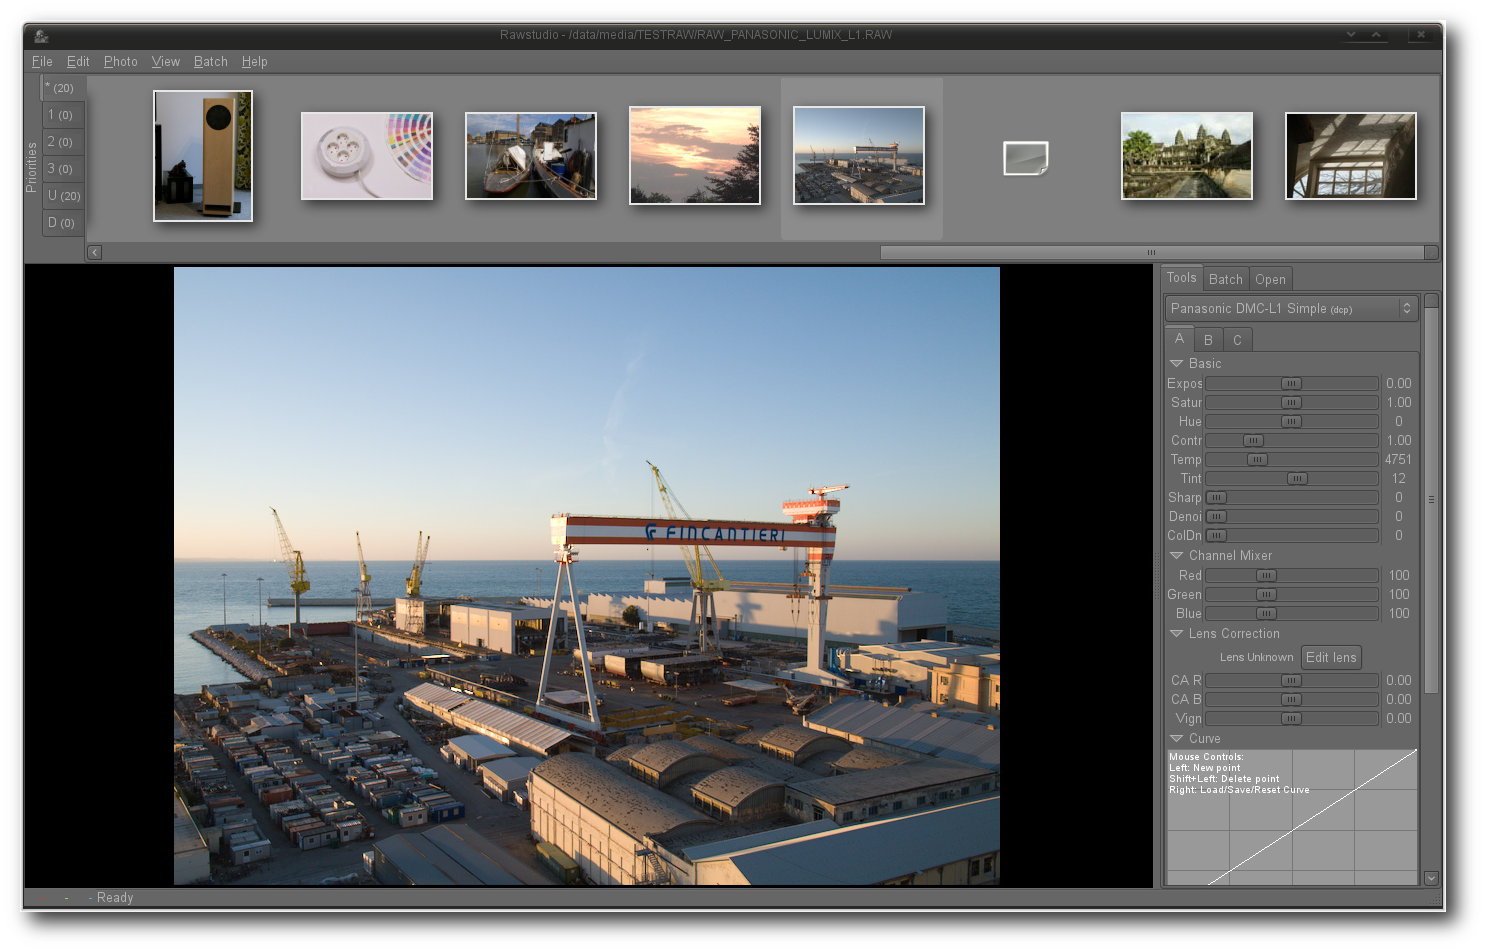 Rawstudio - /data/media/TESTRAW/RAW_PANASONIC_LUMIX_L1.RAW
File Edit Photo View Batch Help
Priorities
* (20)
1 (0)
2 (0)
3 (0)
U (20)
D (0)
FINCANTIERI
Tools Batch Open
Panasonic DMC-L1 Simple (dcp)
A B C
Basic
Expos 0.00
Satur 1.00
Hue 0
Contr 1.00
Temp 4751
Tint 12
Sharp 0
Denoi 0
ColDn 0
Channel Mixer
Red 100
Green 100
Blue 100
Lens Correction
Lens Unknown Edit lens
CA R 0.00
CA B 0.00
Vign 0.00
Curve
Mouse Controls:
Left: New point
Shift+Left: Delete point
Right: Load/Save/Reset Curve
- - - Ready